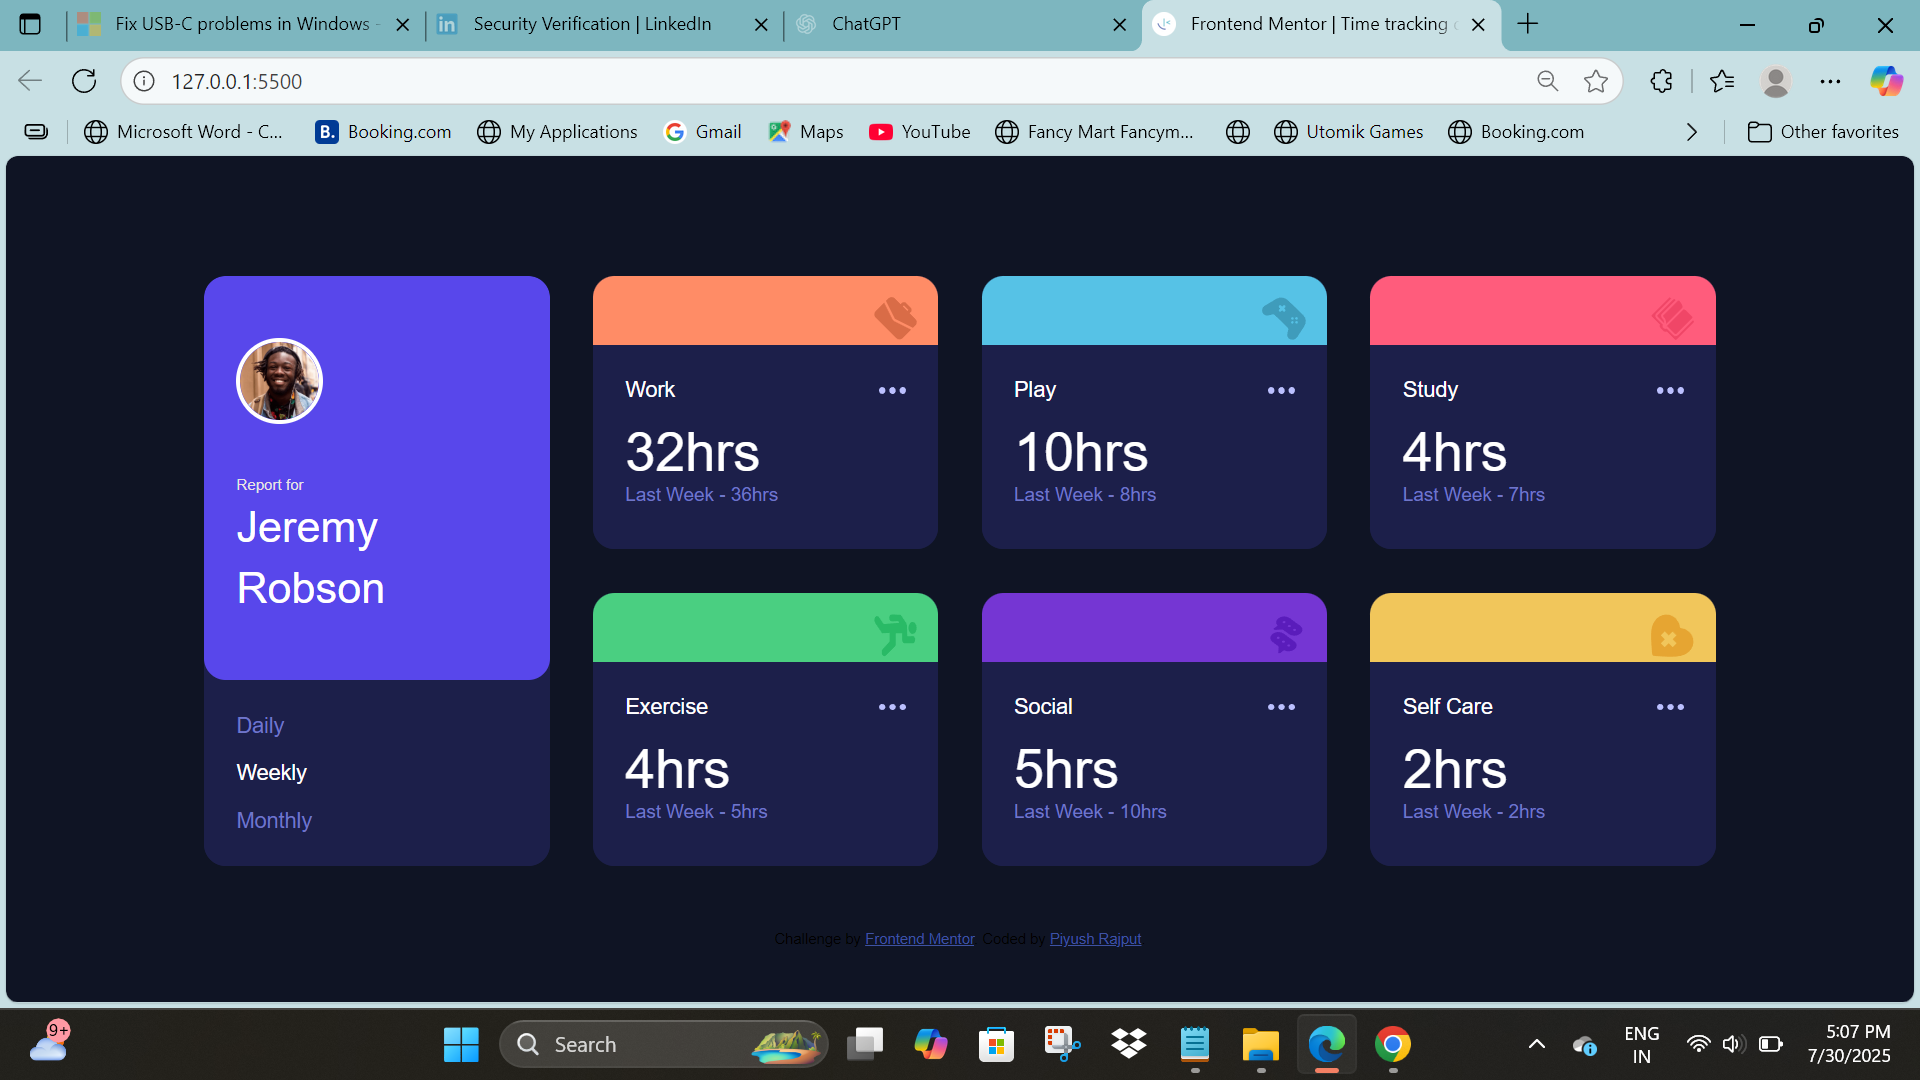 Fix USB-C problems in Windows -
Security Verification | LinkedIn
ChatGPT
Frontend Mentor | Time tracking
127.0.0.1:5500
Microsoft Word - C...
B. Booking.com
My Applications
Gmail
Maps
YouTube
Fancy Mart Fancym...
Utomik Games
Booking.com
Other favorites
Report for
Jeremy
Robson
Daily
Weekly
Monthly
Work
32hrs
Last Week - 36hrs
Play
10hrs
Last Week - 8hrs
Study
4hrs
Last Week - 7hrs
Exercise
4hrs
Last Week - 5hrs
Social
5hrs
Last Week - 10hrs
Self Care
2hrs
Last Week - 2hrs
Challenge by Frontend Mentor Coded by Piyush Rajput
9+
Search
ENG
IN
5:07 PM
7/30/2025